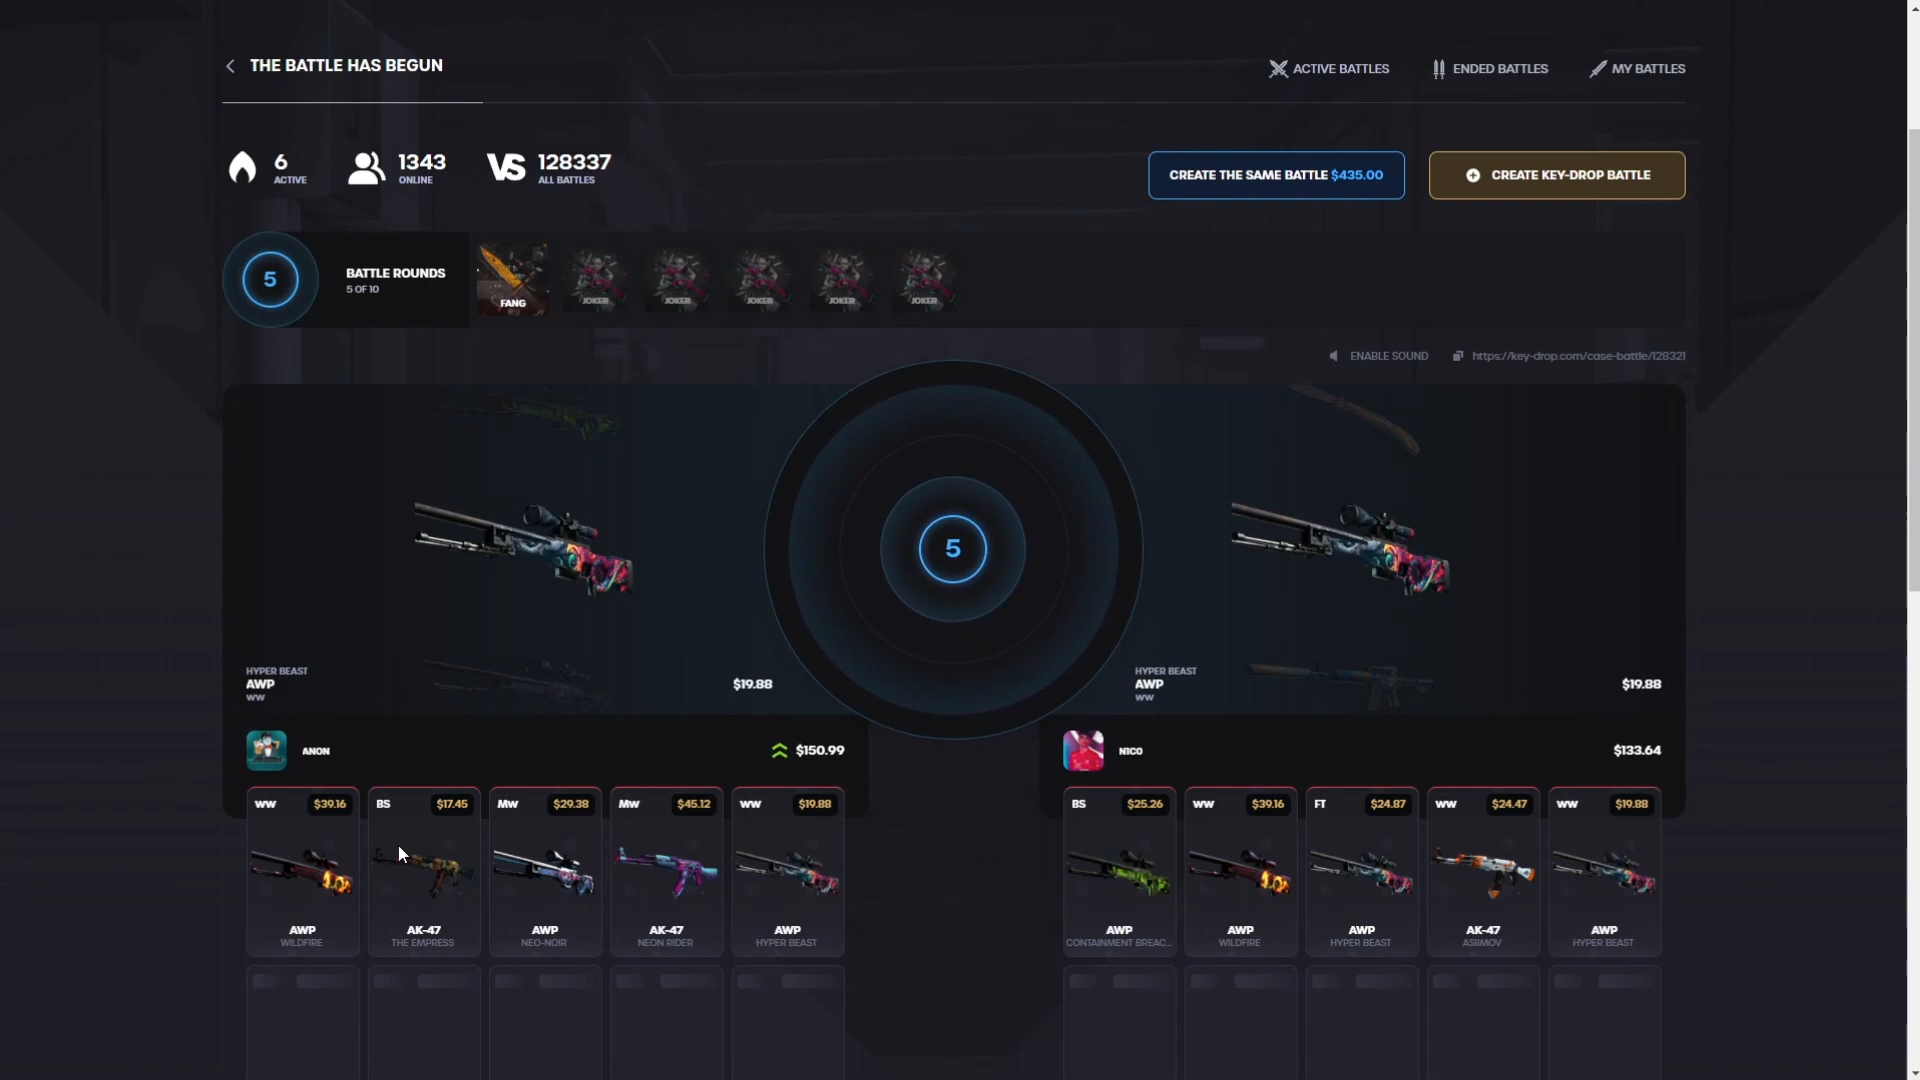 THE BATTLE HAS BEGUN
ACTIVE BATTLES
ENDED BATTLES
MY BATTLES
6
ACTIVE
1343
ONLINE
VS
128337
ALL BATTLES
CREATE THE SAME BATTLE $435.00
CREATE KEY-DROP BATTLE
5
BATTLE ROUNDS
5 OF 10
FANG
JOKER
JOKER
JOKER
JOKER
JOKER
ENABLE SOUND
https://key-drop.com/case-battle/128321
5
HYPER BEAST
AWP
WW
$19.88
HYPER BEAST
AWP
WW
$19.88
ANON
$150.99
NICO
$133.64
WW $39.16
BS $17.45
MW $29.38
MW $45.12
WW $19.88
BS $25.26
WW $39.16
FT $24.87
WW $24.47
WW $19.88
AWP
WILDFIRE
AK-47
THE EMPRESS
AWP
NEO-NOIR
AK-47
NEON RIDER
AWP
HYPER BEAST
AWP
CONTAINMENT BREAC...
AWP
WILDFIRE
AWP
HYPER BEAST
AK-47
ASIIMOV
AWP
HYPER BEAST